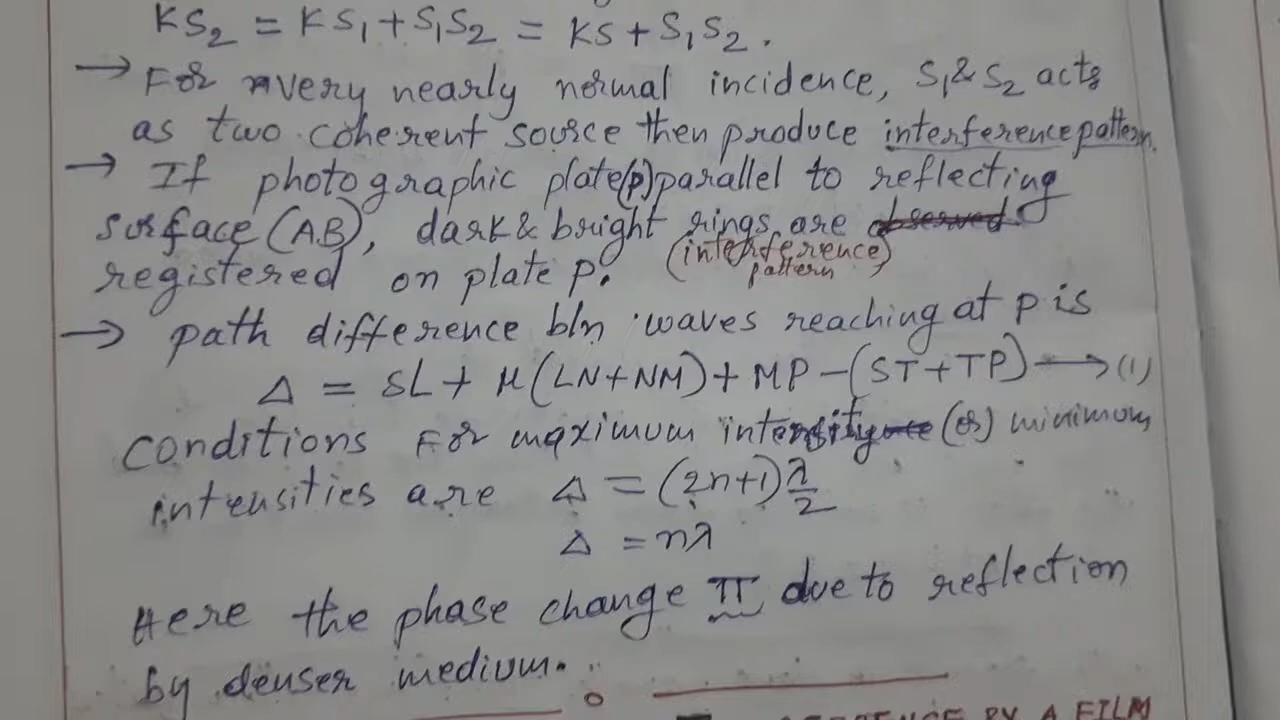 KS₂ = KS₁ + S₁S₂ = KS + S₁S₂.
→ For very nearly normal incidence, S₁ & S₂ acts
as two coherent source then produce interference pattern.
→ If photographic plate (p) parallel to reflecting
surface (AB), dark & bright rings are observed
(interference)
pattern
registered on plate p.
→ path difference b/n waves reaching at p is
Δ = SL + μ(LN+NM) + MP - (ST+TP) → (1)
conditions For maximum intensity (or) minimum
intensities are Δ = (2n+1)λ/2
Δ = nλ
Here the phase change π due to reflection
by denser medium.
BY A FILM